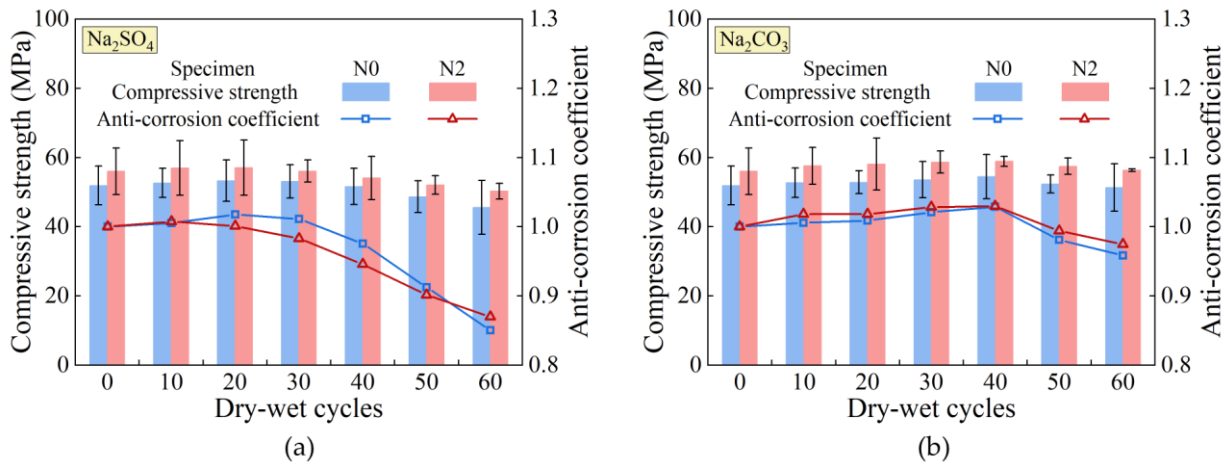 Na₂SO₄
Specimen N0 N2
Compressive strength
Anti-corrosion coefficient
Compressive strength (MPa)
100
80
60
40
20
0
Anti-corrosion coefficient
1.3
1.2
1.1
1.0
0.9
0.8
0 10 20 30 40 50 60
Dry-wet cycles
(a)
Na₂CO₃
Specimen N0 N2
Compressive strength
Anti-corrosion coefficient
Compressive strength (MPa)
100
80
60
40
20
0
Anti-corrosion coefficient
1.3
1.2
1.1
1.0
0.9
0.8
0 10 20 30 40 50 60
Dry-wet cycles
(b)